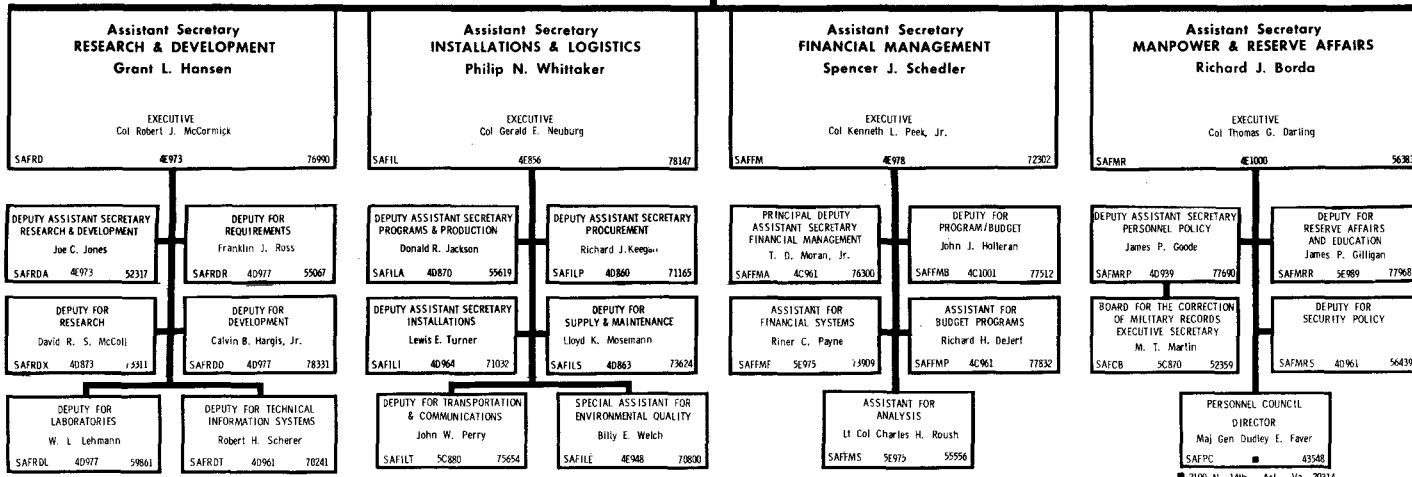 Assistant Secretary
RESEARCH & DEVELOPMENT
Grant L. Hansen
EXECUTIVE
Col Robert J. McCormick
SAFRD 4E973 76990
DEPUTY ASSISTANT SECRETARY
RESEARCH & DEVELOPMENT
Joe C. Jones
SAFRDA 4E973 52317
DEPUTY FOR
REQUIREMENTS
Franklin J. Ross
SAFRDR 4D977 55067
DEPUTY FOR
RESEARCH
David R. S. McColl
SAFRDX 4D873 73311
DEPUTY FOR
DEVELOPMENT
Calvin B. Hargis, Jr.
SAFRDD 4D977 78331
DEPUTY FOR
LABORATORIES
W. L Lehmann
SAFRDL 4D977 59861
DEPUTY FOR TECHNICAL
INFORMATION SYSTEMS
Robert H. Scherer
SAFRDT 4D961 70241
Assistant Secretary
INSTALLATIONS & LOGISTICS
Philip N. Whittaker
EXECUTIVE
Col Gerald E. Neuburg
SAFIL 4E856 78147
DEPUTY ASSISTANT SECRETARY
PROGRAMS & PRODUCTION
Donald R. Jackson
SAFILA 4D870 55619
DEPUTY ASSISTANT SECRETARY
PROCUREMENT
Richard J. Keegan
SAFILP 4D860 71165
DEPUTY ASSISTANT SECRETARY
INSTALLATIONS
Lewis E. Turner
SAFILI 4D964 71032
DEPUTY FOR
SUPPLY & MAINTENANCE
Lloyd K. Mosemann
SAFILS 4D863 73624
DEPUTY FOR TRANSPORTATION
& COMMUNICATIONS
John W. Perry
SAFILT 5C880 75654
SPECIAL ASSISTANT FOR
ENVIRONMENTAL QUALITY
Billy E. Welch
SAFILE 4E948 70800
Assistant Secretary
FINANCIAL MANAGEMENT
Spencer J. Schedler
EXECUTIVE
Col Kenneth L. Peek, Jr.
SAFFM 4E978 72302
PRINCIPAL DEPUTY
ASSISTANT SECRETARY
FINANCIAL MANAGEMENT
T. D. Moran, Jr.
SAFFMA 4C961 76300
DEPUTY FOR
PROGRAM/BUDGET
John J. Holleran
SAFFMB 4C1001 77512
ASSISTANT FOR
FINANCIAL SYSTEMS
Riner C. Payne
SAFFMF 5E975 73909
ASSISTANT FOR
BUDGET PROGRAMS
Richard H. DeJerf
SAFFMP 4C961 77832
ASSISTANT FOR
ANALYSIS
Lt Col Charles H. Roush
SAFFMS 5E975 55556
Assistant Secretary
MANPOWER & RESERVE AFFAIRS
Richard J. Borda
EXECUTIVE
Col Thomas G. Darling
SAFMR 4E1000 56383
DEPUTY ASSISTANT SECRETARY
PERSONNEL POLICY
James P. Goode
SAFMRP 4D939 77690
DEPUTY FOR
RESERVE AFFAIRS
AND EDUCATION
James P. Gilligan
SAFMRR 5E989 77968
BOARD FOR THE CORRECTION
OF MILITARY RECORDS
EXECUTIVE SECRETARY
M. T. Martin
SAFCB 5C870 52359
DEPUTY FOR
SECURITY POLICY
SAFMRS 4D961 56439
PERSONNEL COUNCIL
DIRECTOR
Maj Gen Dudley E. Faver
SAFPC ■ 43548